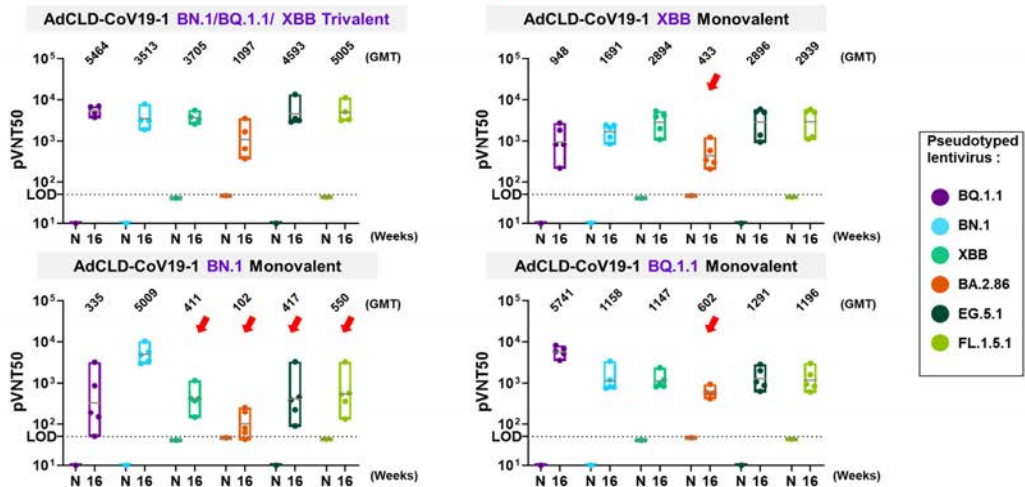 AdCLD-CoV19-1 BN.1/BQ.1.1/ XBB Trivalent
5464 3513 3705 1097 4593 5005 (GMT)
10⁵
10⁴
10³
10²
LOD
10¹
pVNT50
N 16 N 16 N 16 N 16 N 16 N 16 (Weeks)
AdCLD-CoV19-1 XBB Monovalent
948 1691 2894 433 2896 2939 (GMT)
10⁵
10⁴
10³
10²
LOD
10¹
pVNT50
N 16 N 16 N 16 N 16 N 16 N 16 (Weeks)
AdCLD-CoV19-1 BN.1 Monovalent
335 5009 411 102 417 550 (GMT)
10⁵
10⁴
10³
10²
LOD
10¹
pVNT50
N 16 N 16 N 16 N 16 N 16 N 16 (Weeks)
AdCLD-CoV19-1 BQ.1.1 Monovalent
5741 1158 1147 602 1291 1196 (GMT)
10⁵
10⁴
10³
10²
LOD
10¹
pVNT50
N 16 N 16 N 16 N 16 N 16 N 16 (Weeks)
Pseudotyped
lentivirus :
BQ.1.1
BN.1
XBB
BA.2.86
EG.5.1
FL.1.5.1